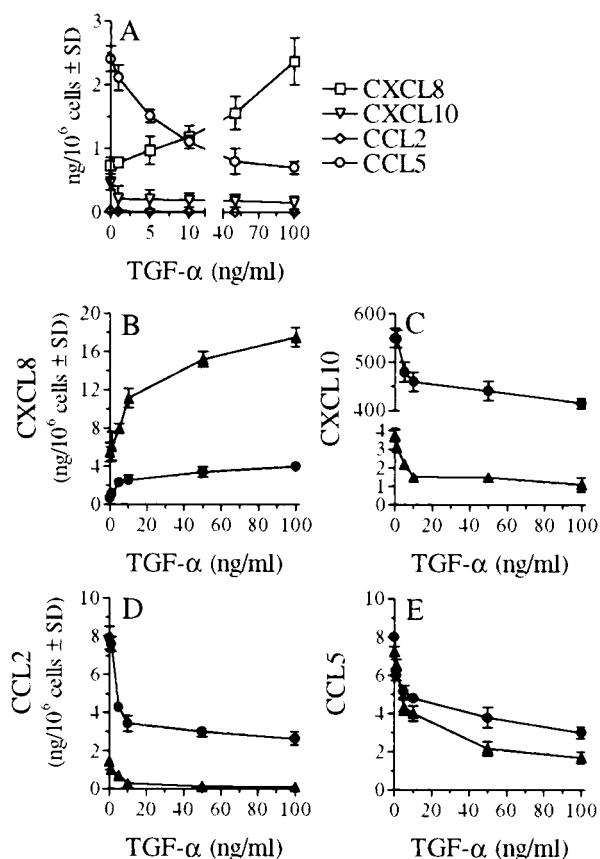 A
ng/10⁶ cells ± SD
3
2
1
0
0 5 10 40 70 100
TGF-α (ng/ml)
CXCL8
CXCL10
CCL2
CCL5
B
CXCL8
(ng/10⁶ cells ± SD)
20
16
12
8
4
0
0 20 40 60 80 100
TGF-α (ng/ml)
C
CXCL10
600
500
400
4
3
2
1
0
0 20 40 60 80 100
TGF-α (ng/ml)
D
CCL2
(ng/10⁶ cells ± SD)
8
6
4
2
0
0 20 40 60 80 100
TGF-α (ng/ml)
E
CCL5
10
8
6
4
2
0
0 20 40 60 80 100
TGF-α (ng/ml)